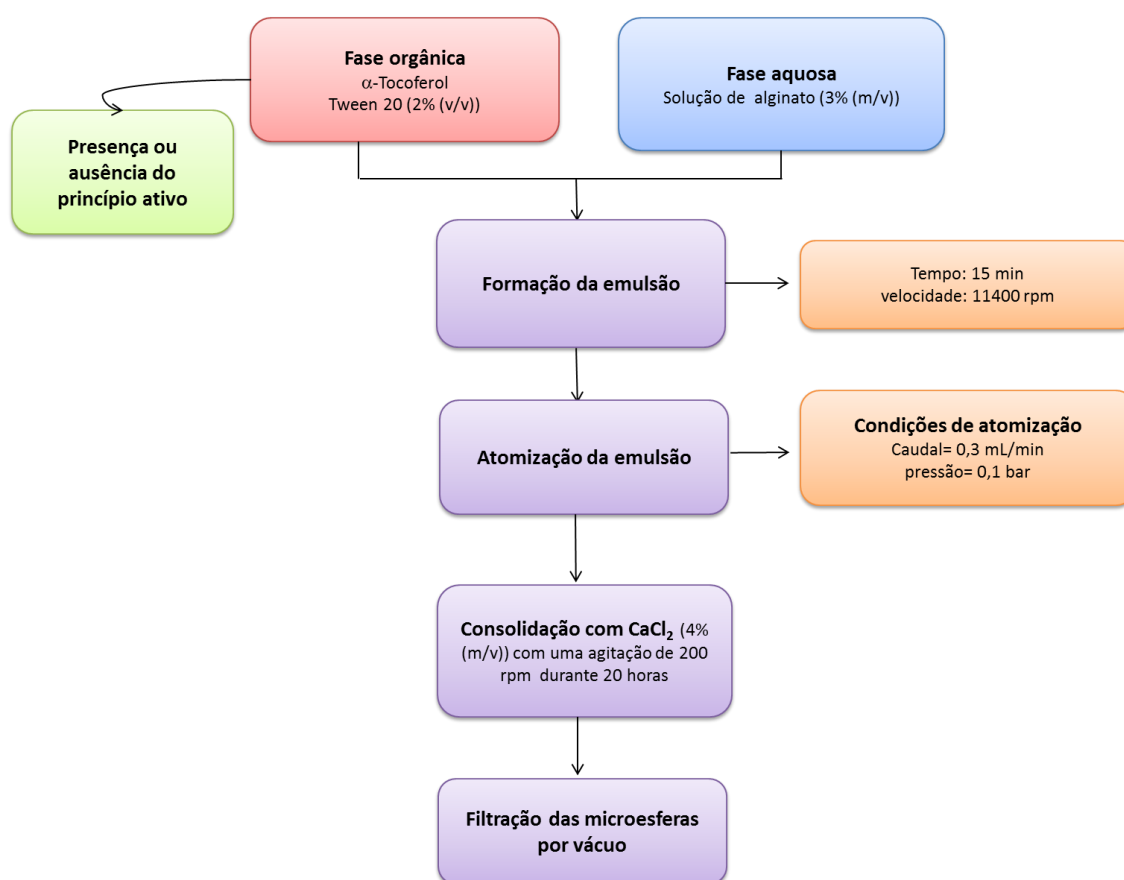 Fase orgânica
α-Tocoferol
Tween 20 (2% (v/v))
Fase aquosa
Solução de alginato (3% (m/v))
Presença ou
ausência do
princípio ativo
Formação da emulsão
Tempo: 15 min
velocidade: 11400 rpm
Atomização da emulsão
Condições de atomização
Caudal= 0,3 mL/min
pressão= 0,1 bar
Consolidação com CaCl₂ (4%
(m/v)) com uma agitação de 200
rpm durante 20 horas
Filtração das microesferas
por vácuo